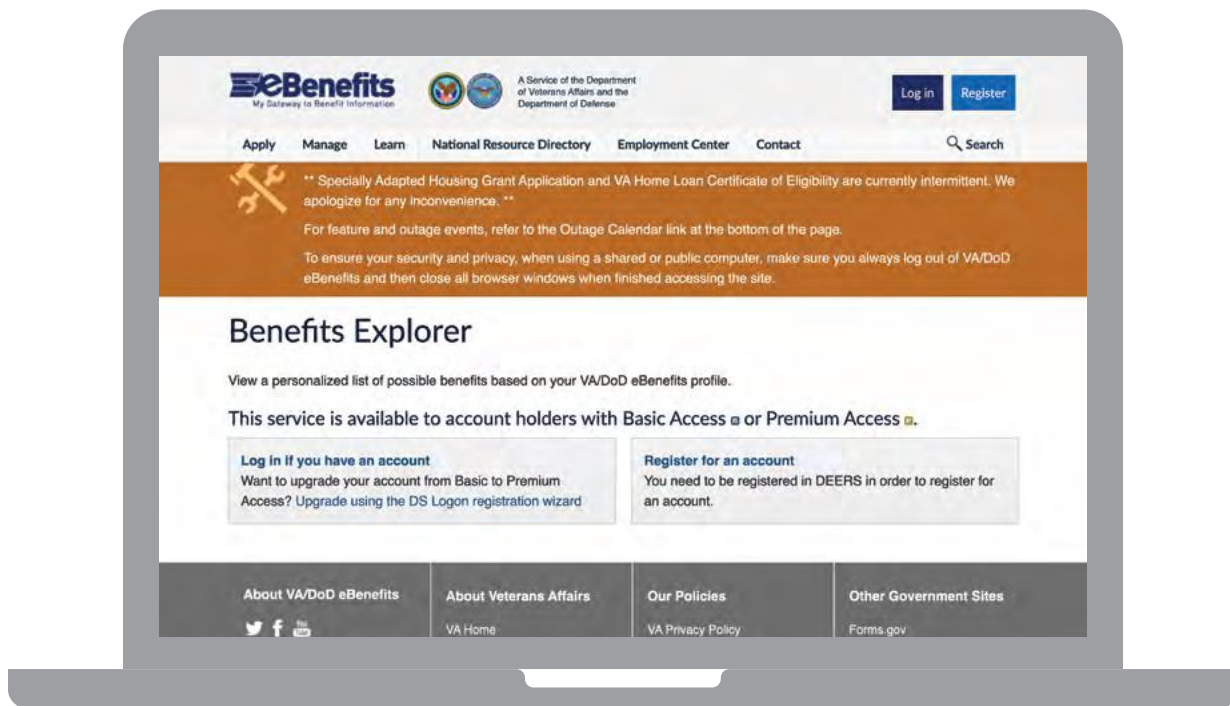 eBenefits
My Gateway to Benefit Information
A Service of the Department
of Veterans Affairs and the
Department of Defense
Log in
Register
Apply
Manage
Learn
National Resource Directory
Employment Center
Contact
Search
** Specially Adapted Housing Grant Application and VA Home Loan Certificate of Eligibility are currently intermittent. We
apologize for any inconvenience. **
For feature and outage events, refer to the Outage Calendar link at the bottom of the page.
To ensure your security and privacy, when using a shared or public computer, make sure you always log out of VA/DoD
eBenefits and then close all browser windows when finished accessing the site.
Benefits Explorer
View a personalized list of possible benefits based on your VA/DoD eBenefits profile.
This service is available to account holders with Basic Access or Premium Access .
Log in if you have an account
Want to upgrade your account from Basic to Premium
Access? Upgrade using the DS Logon registration wizard
Register for an account
You need to be registered in DEERS in order to register for
an account.
About VA/DoD eBenefits
About Veterans Affairs
VA Home
Our Policies
VA Privacy Policy
Other Government Sites
Forms.gov